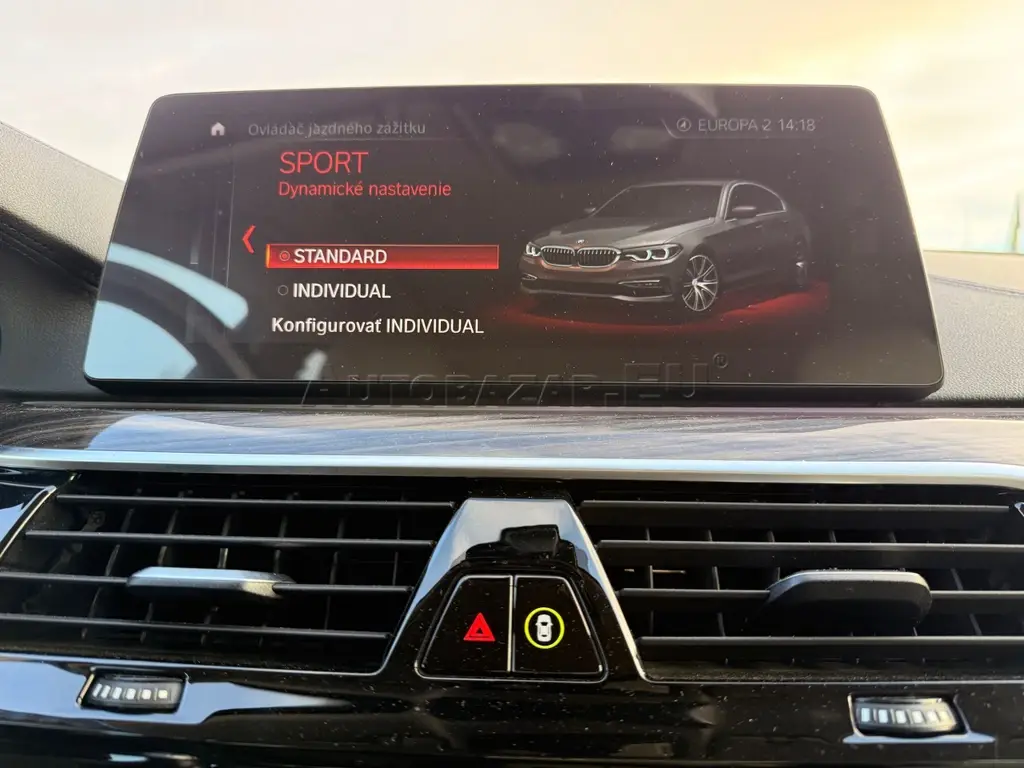 Ovládač jazdného zážitku
EUROPA 2 14:18
SPORT
Dynamické nastavenie
STANDARD
INDIVIDUAL
Konfigurovať INDIVIDUAL
AUTOBAZAR.EU®